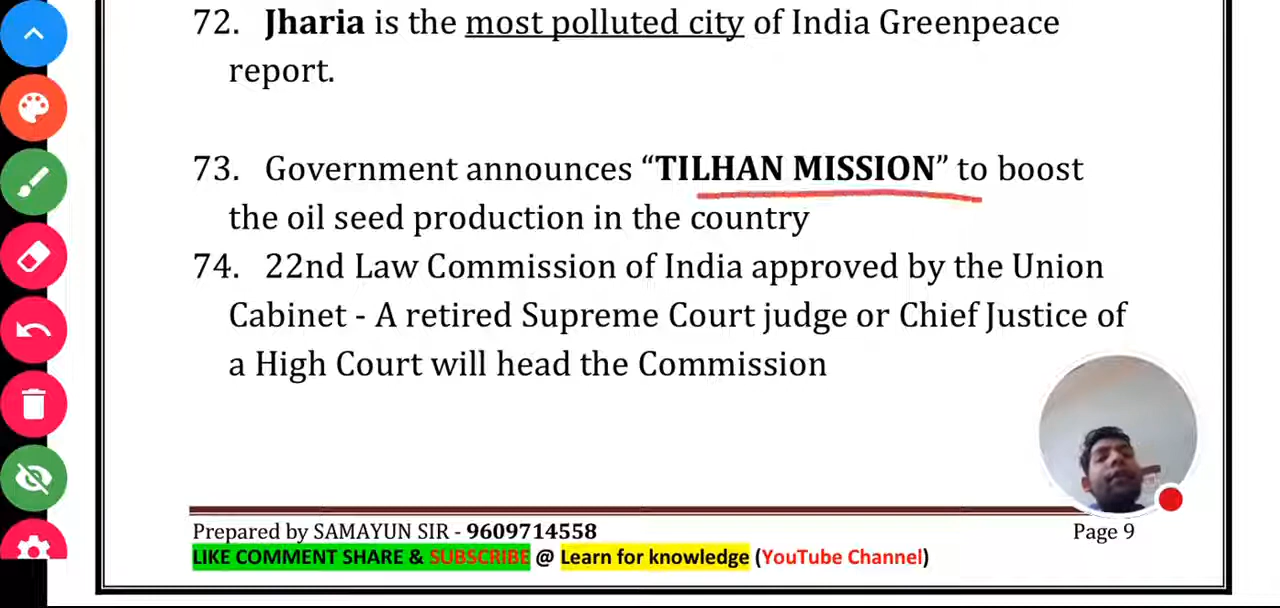 72. Jharia is the most polluted city of India Greenpeace
report.
73. Government announces “TILHAN MISSION” to boost
the oil seed production in the country
74. 22nd Law Commission of India approved by the Union
Cabinet - A retired Supreme Court judge or Chief Justice of
a High Court will head the Commission
Prepared by SAMAYUN SIR - 9609714558 Page 9
LIKE COMMENT SHARE & SUBSCRIBE @ Learn for knowledge (YouTube Channel)